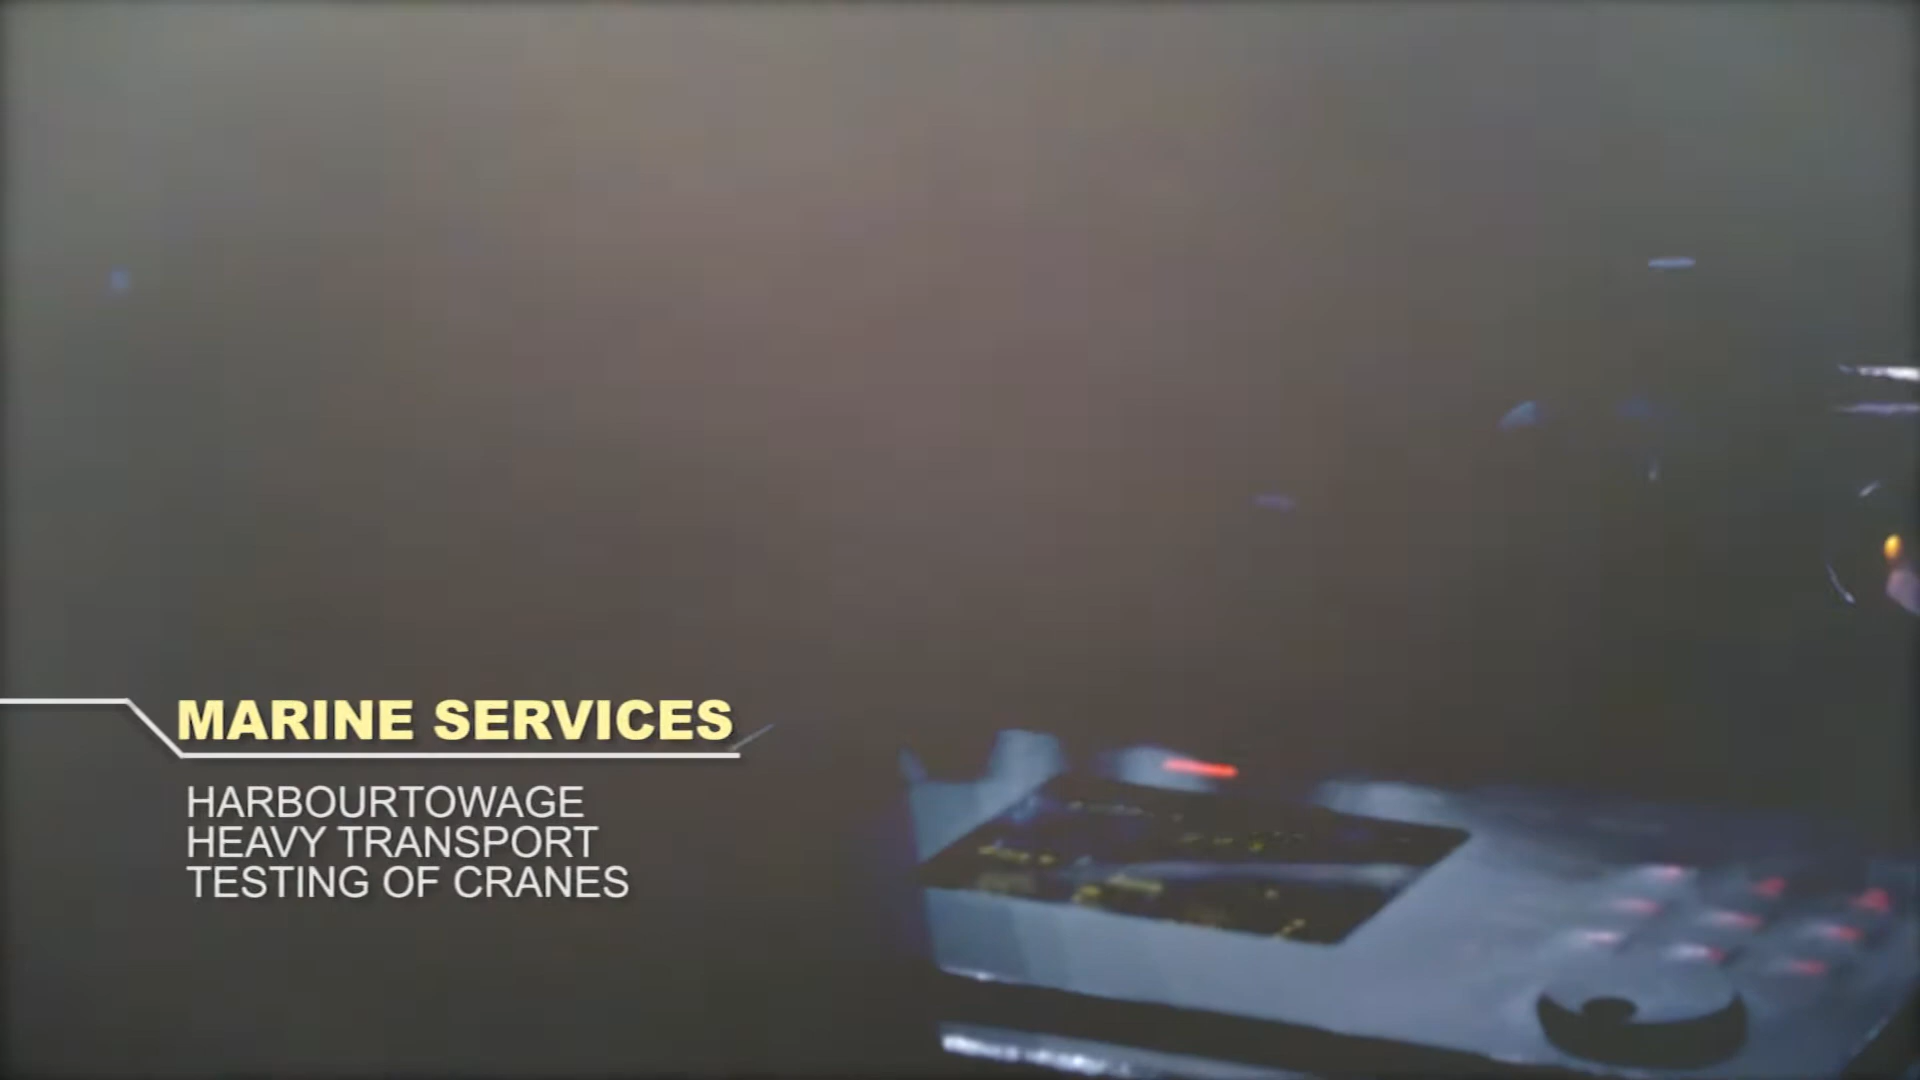 MARINE SERVICES
HARBOURTOWAGE
HEAVY TRANSPORT
TESTING OF CRANES